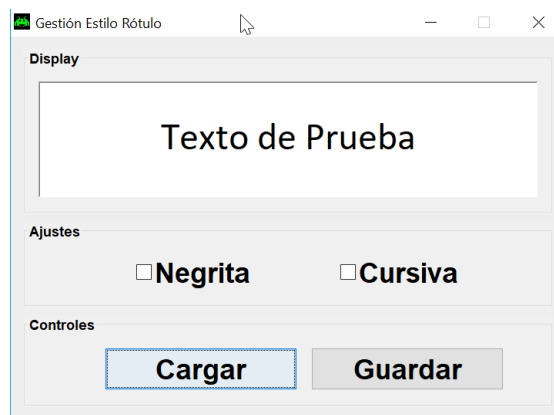 Gestión Estilo Rótulo
Display
Texto de Prueba
Ajustes
Negrita Cursiva
Controles
Cargar Guardar